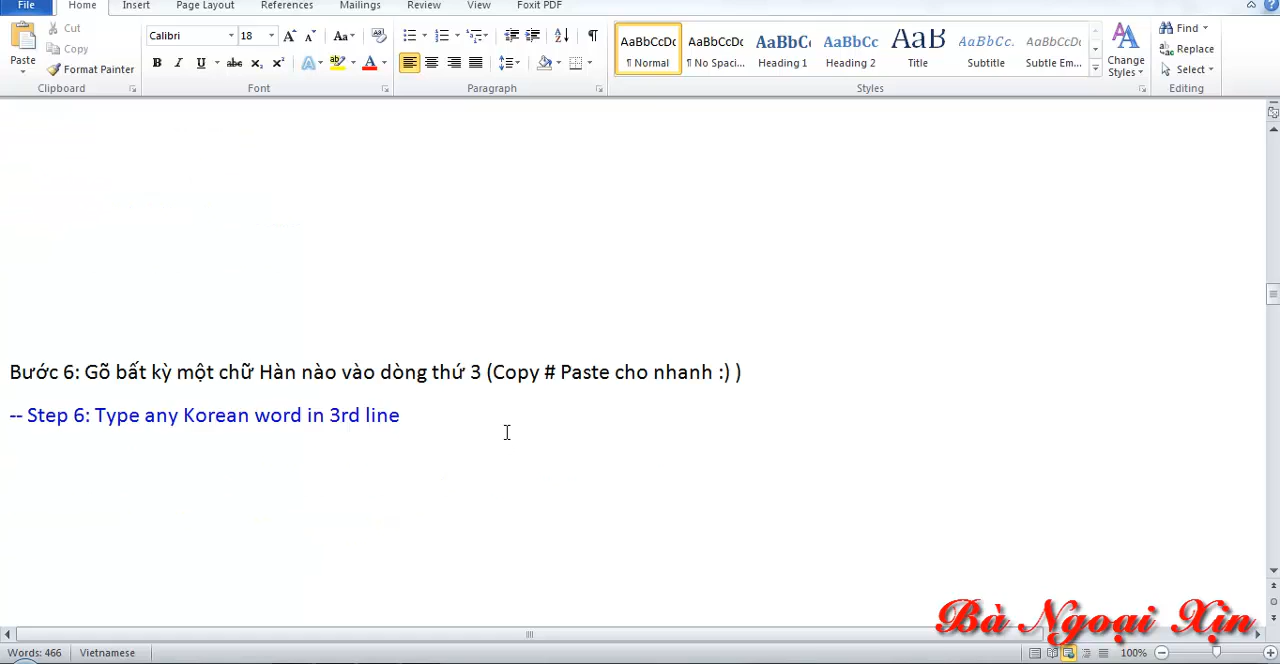 File Home Insert Page Layout References Mailings Review View Foxit PDF
Paste Cut Copy Format Painter
Clipboard
Calibri 18
Font
Paragraph
AaBbCcDc AaBbCcDc AaBbCc AaBbCc AaB AaBbCc. AaBbCcDc
¶ Normal ¶ No Spac... Heading 1 Heading 2 Title Subtitle Subtle Em...
Change Styles
Styles
Find
Replace
Select
Editing
Bước 6: Gõ bất kỳ một chữ Hàn nào vào dòng thứ 3 (Copy # Paste cho nhanh :) )
-- Step 6: Type any Korean word in 3rd line
Bà Ngoại Xịn
Words: 466 Vietnamese 100%